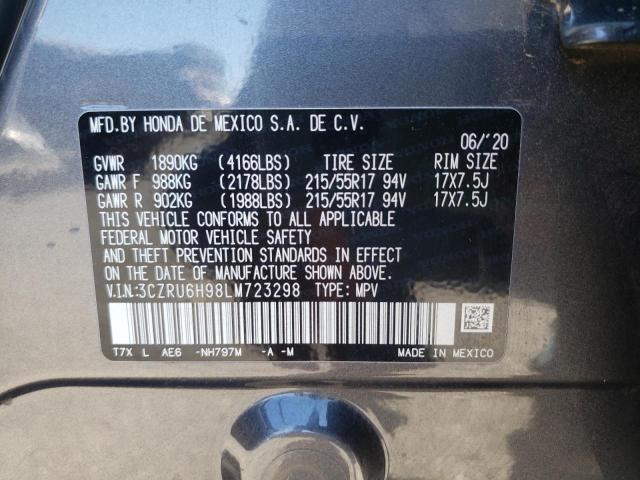 MFD.BY HONDA DE MEXICO S.A. DE C.V.
06/'20
GVWR 1890KG (4166LBS) TIRE SIZE RIM SIZE
GAWR F 988KG (2178LBS) 215/55R17 94V 17X7.5J
GAWR R 902KG (1988LBS) 215/55R17 94V 17X7.5J
THIS VEHICLE CONFORMS TO ALL APPLICABLE
FEDERAL MOTOR VEHICLE SAFETY
AND THEFT PREVENTION STANDARDS IN EFFECT
ON THE DATE OF MANUFACTURE SHOWN ABOVE.
V.I.N:3CZRU6H98LM723298 TYPE: MPV
T7X L AE6 -NH797M -A -M MADE IN MEXICO